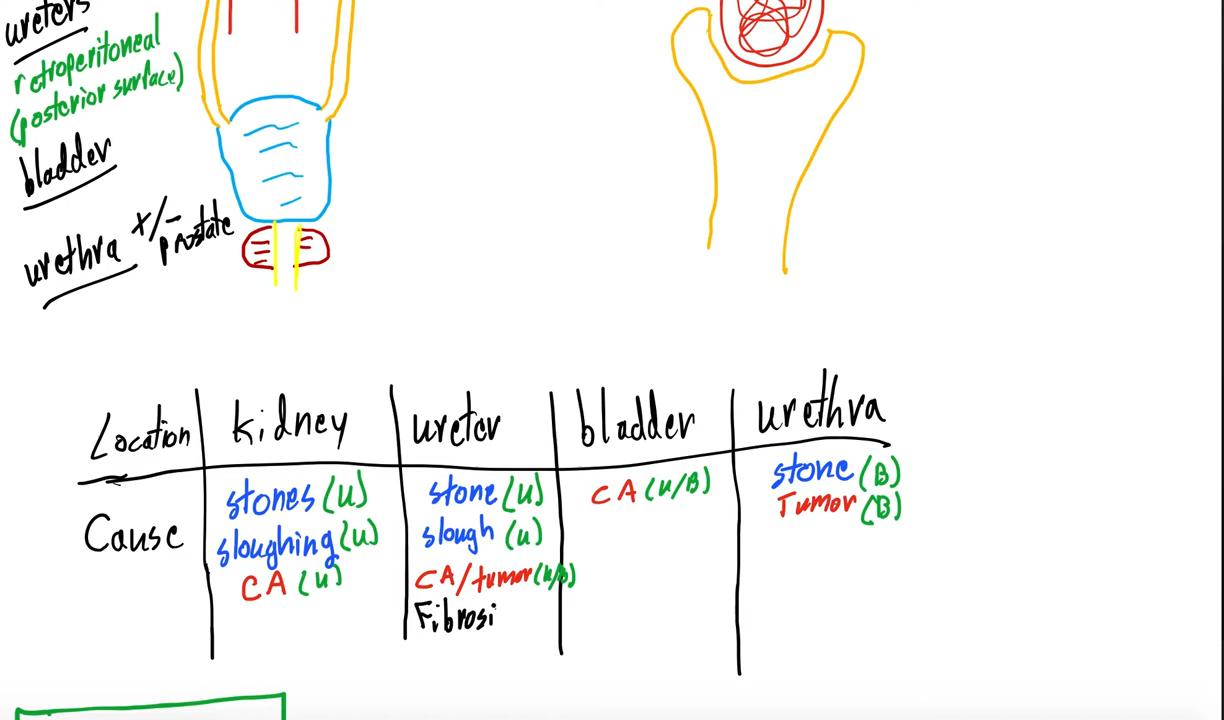 ureters
retroperitoneal
(posterior surface)
bladder
urethra +/- prostate
Location kidney ureter bladder urethra
Cause
stones (u)
sloughing (u)
CA (u)
stone (u)
slough (u)
CA/tumor (u/B)
Fibrosi
CA (u/B)
stone (B)
Tumor (B)